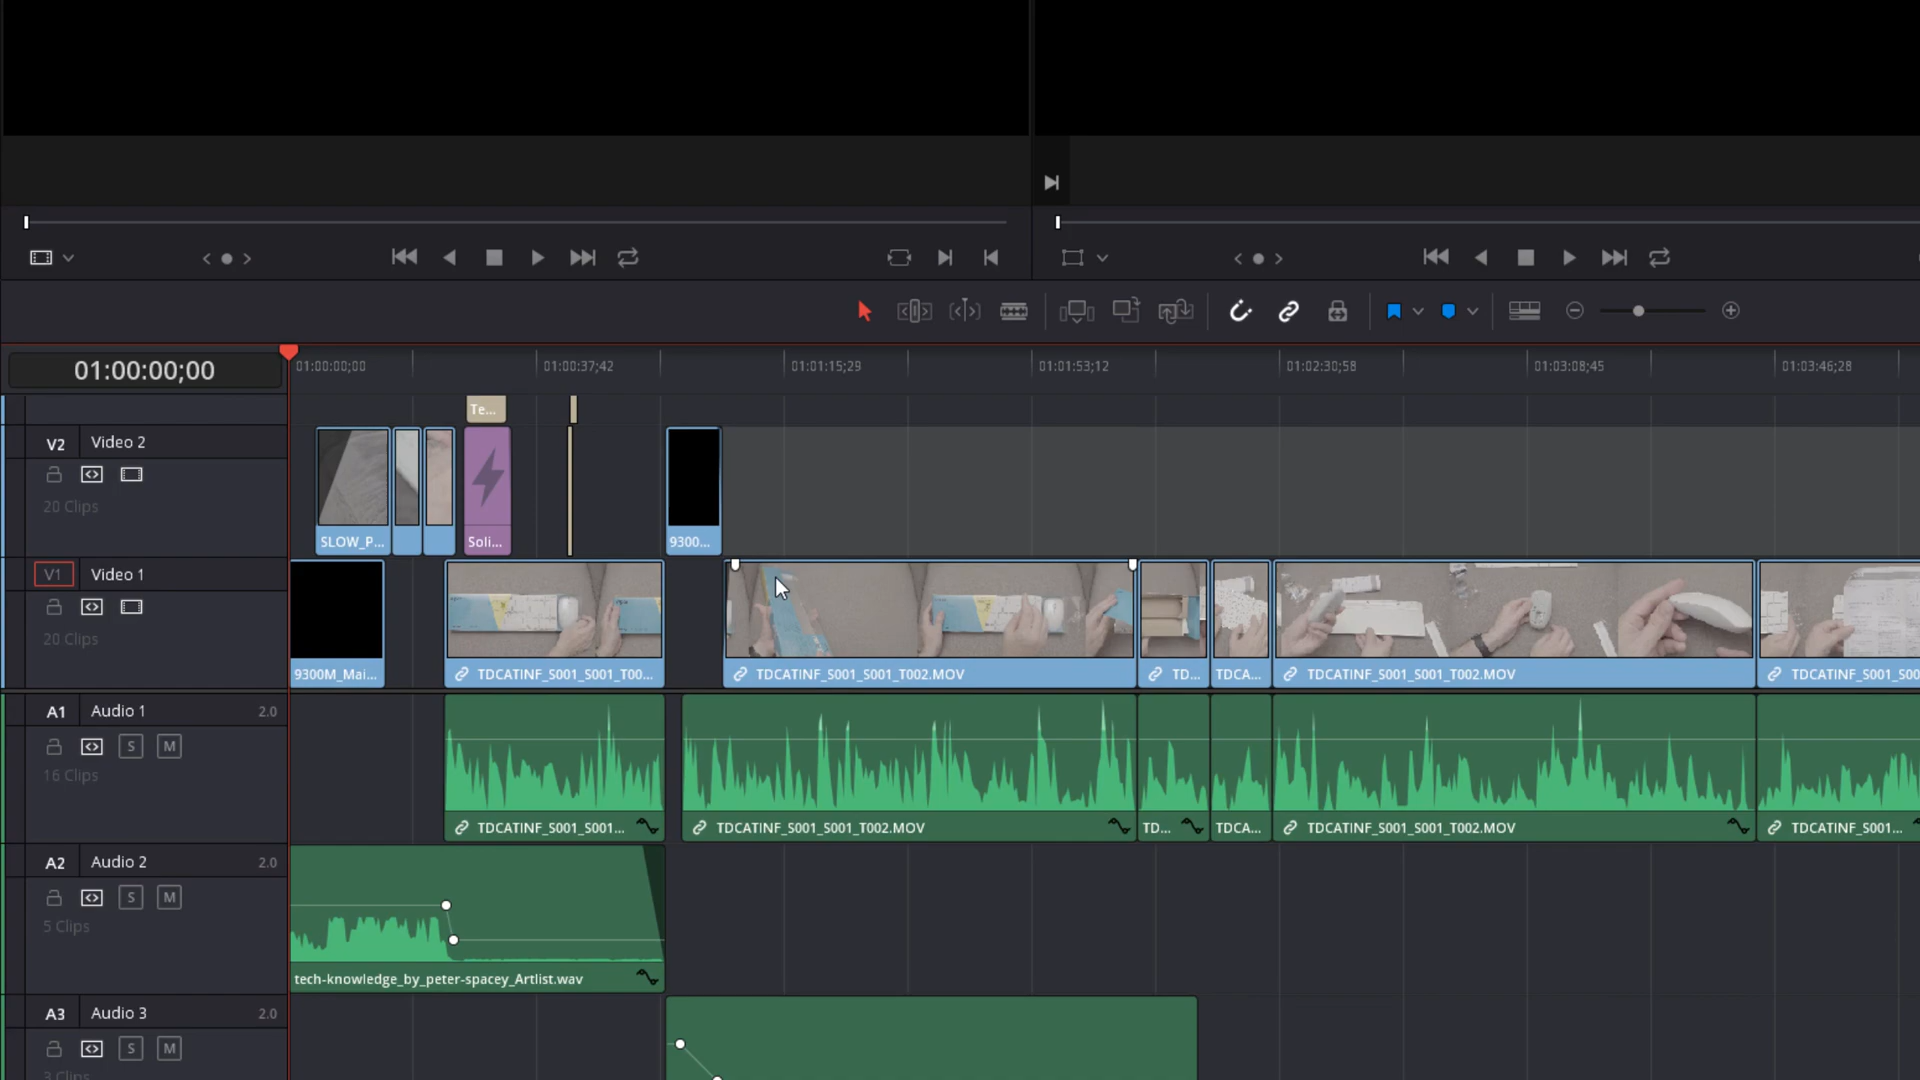 01:00:00;00
01:00:00;00
01:00:37;42
01:01:15;29
01:01:53;12
01:02:30;58
01:03:08;45
01:03:46;28
Te...
V2 Video 2
20 Clips
SLOW_P...
Soli...
9300...
V1 Video 1
20 Clips
9300M_Mai...
TDCATINF_S001_S001_T00...
TDCATINF_S001_S001_T002.MOV
TD...
TDCA...
TDCATINF_S001_S001_T002.MOV
TDCATINF_S001_S00
A1 Audio 1 2.0
S M
16 Clips
TDCATINF_S001_S001...
TDCATINF_S001_S001_T002.MOV
TD...
TDCA...
TDCATINF_S001_S001_T002.MOV
TDCATINF_S001_S001...
A2 Audio 2 2.0
S M
5 Clips
tech-knowledge_by_peter-spacey_Artlist.wav
A3 Audio 3 2.0
S M
3 Clips